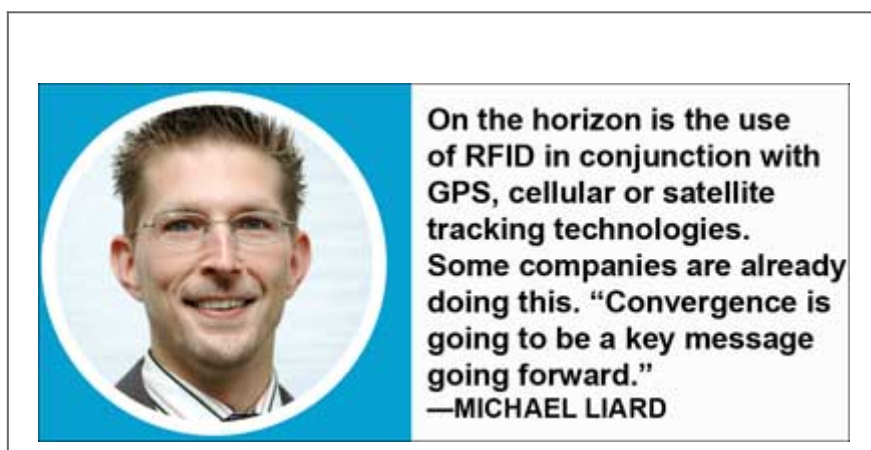 On the horizon is the use
of RFID in conjunction with
GPS, cellular or satellite
tracking technologies.
Some companies are already
doing this. “Convergence is
going to be a key message
going forward.”
—MICHAEL LIARD